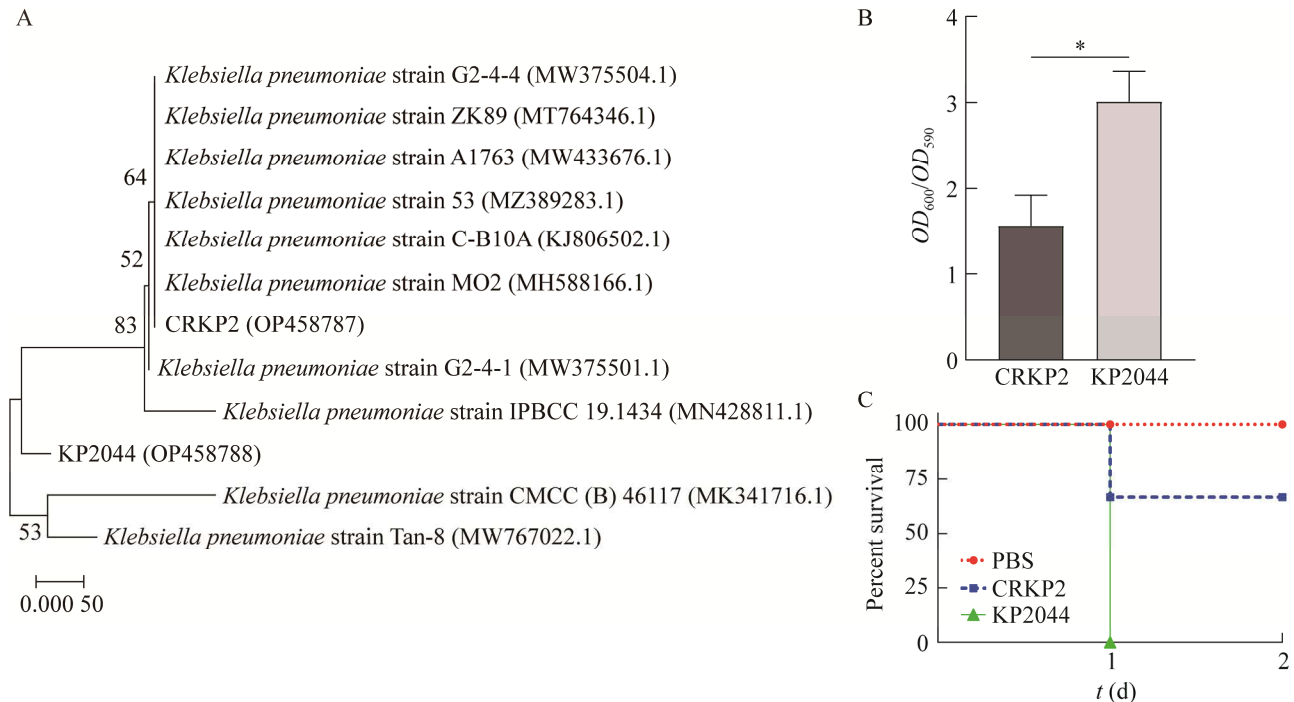 A
Klebsiella pneumoniae strain G2-4-4 (MW375504.1)
Klebsiella pneumoniae strain ZK89 (MT764346.1)
Klebsiella pneumoniae strain A1763 (MW433676.1)
64
Klebsiella pneumoniae strain 53 (MZ389283.1)
Klebsiella pneumoniae strain C-B10A (KJ806502.1)
52
Klebsiella pneumoniae strain MO2 (MH588166.1)
83
CRKP2 (OP458787)
Klebsiella pneumoniae strain G2-4-1 (MW375501.1)
Klebsiella pneumoniae strain IPBCC 19.1434 (MN428811.1)
KP2044 (OP458788)
Klebsiella pneumoniae strain CMCC (B) 46117 (MK341716.1)
53
Klebsiella pneumoniae strain Tan-8 (MW767022.1)
0.000 50
B
4
3
2
1
0
OD600/OD590
*
CRKP2 KP2044
C
100
75
50
25
0
Percent survival
PBS
CRKP2
KP2044
1 2
t (d)